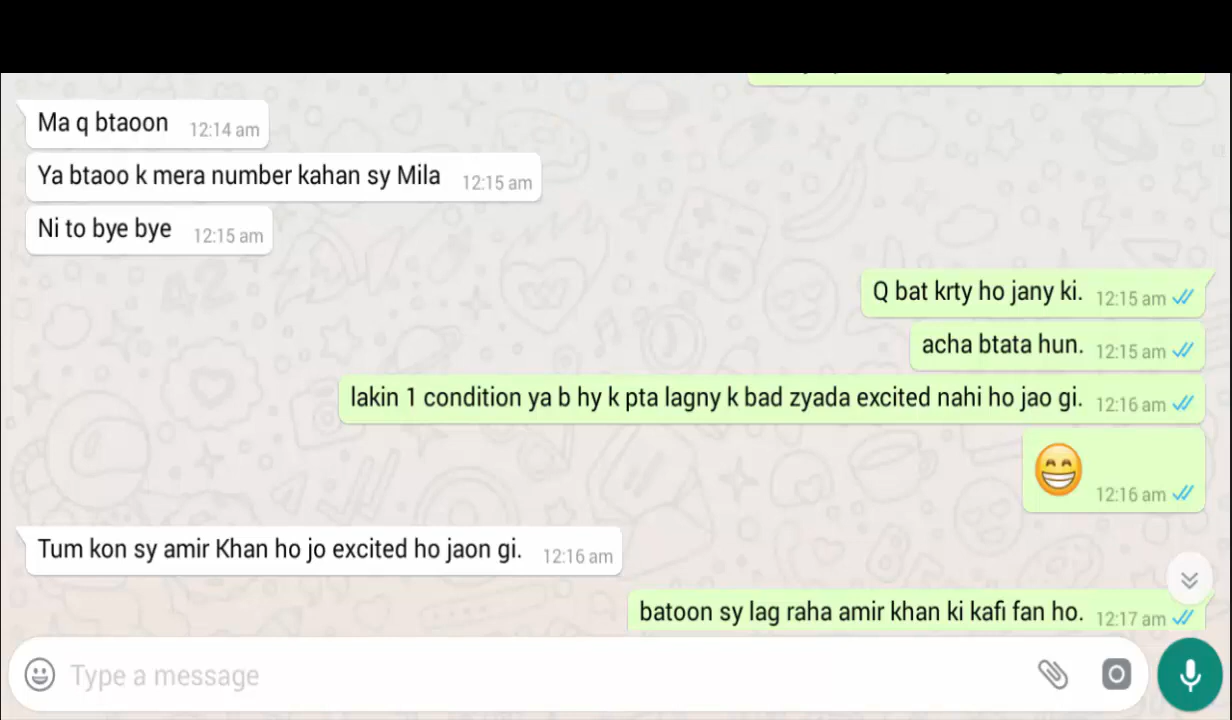 Ma q btaoon 12:14 am
Ya btaoo k mera number kahan sy Mila 12:15 am
Ni to bye bye 12:15 am
Q bat krty ho jany ki. 12:15 am
acha btata hun. 12:15 am
lakin 1 condition ya b hy k pta lagny k bad zyada excited nahi ho jao gi. 12:16 am
12:16 am
Tum kon sy amir Khan ho jo excited ho jaon gi. 12:16 am
batoon sy lag raha amir khan ki kafi fan ho. 12:17 am
Type a message